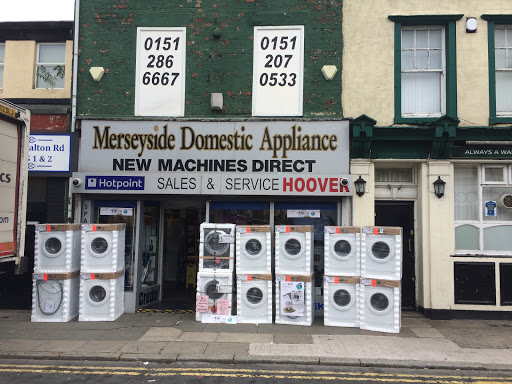 0151
286
6667
0151
207
0533
Merseyside Domestic Appliance
NEW MACHINES DIRECT
Hotpoint
SALES & SERVICE HOOVER
alton Rd
1 & 2
ALWAYS A WA